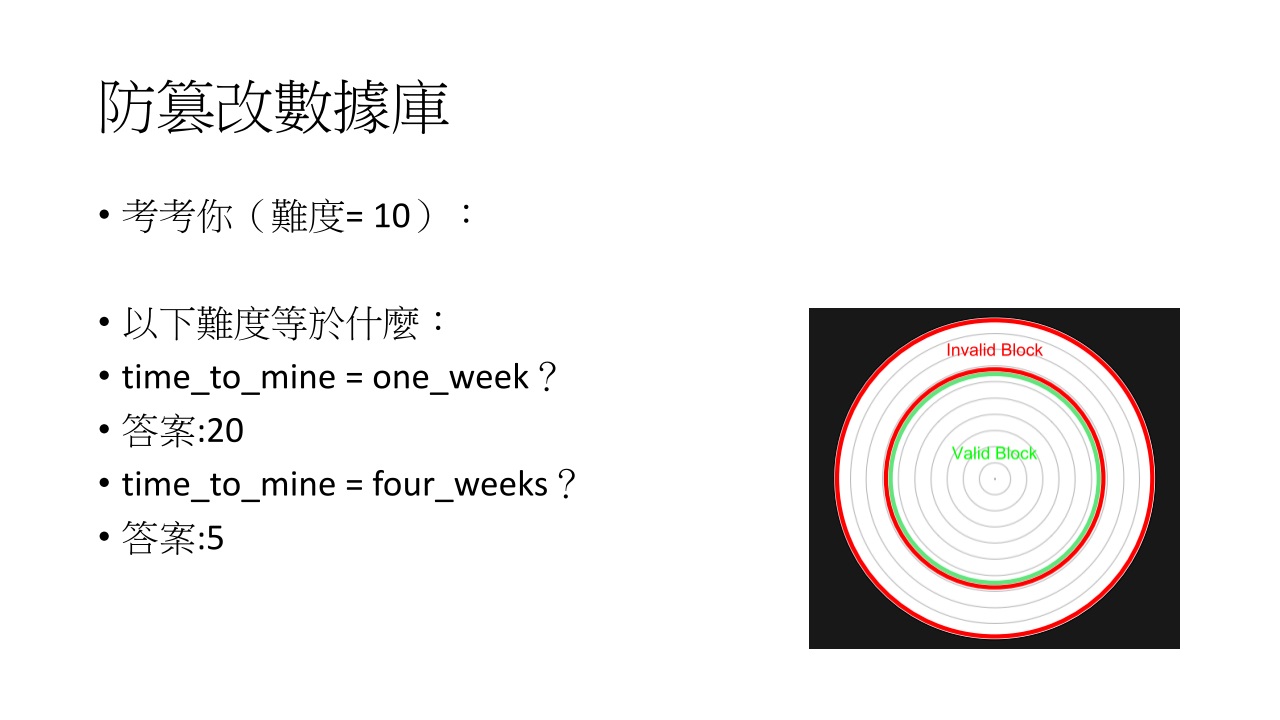 防篡改數據庫
• 考考你（難度= 10）：
• 以下難度等於什麼：
• time_to_mine = one_week？
• 答案:20
• time_to_mine = four_weeks？
• 答案:5
Invalid Block
Valid Block